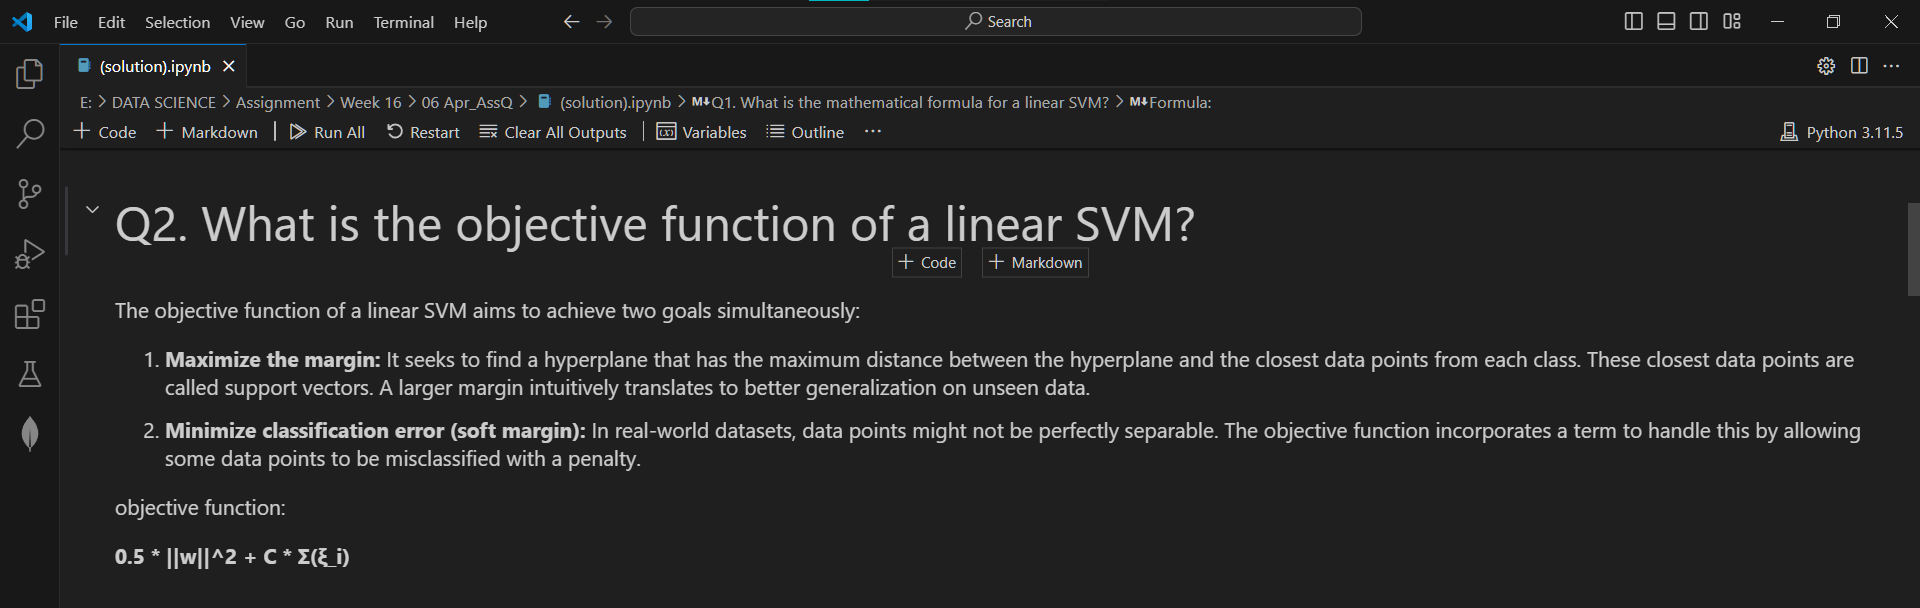 File Edit Selection View Go Run Terminal Help Search
(solution).ipynb
E: > DATA SCIENCE > Assignment > Week 16 > 06 Apr_AssQ > (solution).ipynb > M↓Q1. What is the mathematical formula for a linear SVM? > M↓Formula:
+ Code + Markdown | Run All Restart Clear All Outputs | Variables Outline ··· Python 3.11.5
Q2. What is the objective function of a linear SVM?
+ Code + Markdown
The objective function of a linear SVM aims to achieve two goals simultaneously:
1. Maximize the margin: It seeks to find a hyperplane that has the maximum distance between the hyperplane and the closest data points from each class. These closest data points are
called support vectors. A larger margin intuitively translates to better generalization on unseen data.
2. Minimize classification error (soft margin): In real-world datasets, data points might not be perfectly separable. The objective function incorporates a term to handle this by allowing
some data points to be misclassified with a penalty.
objective function:
0.5 * ||w||^2 + C * Σ(ξ_i)